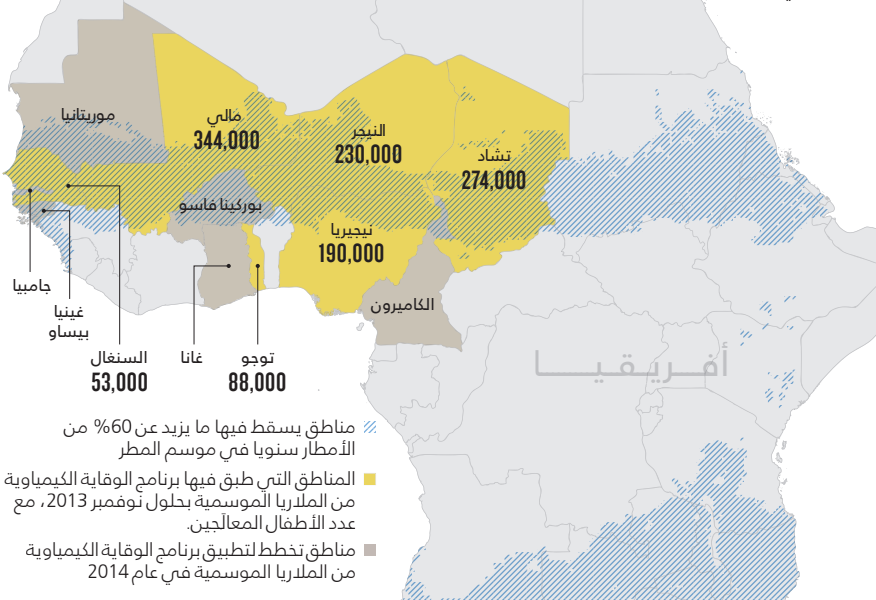 موريتانيا
مالي
344,000
النيجر
230,000
تشاد
274,000
بوركينا فاسو
نيجيريا
190,000
جامبيا
غينيا
بيساو
الكاميرون
السنغال
53,000
غانا
توجو
88,000
أفريقيا
مناطق يسقط فيها ما يزيد عن 60% من
الأمطار سنويا في موسم المطر
المناطق التي طبق فيها برنامج الوقاية الكيمياوية
من الملاريا الموسمية بحلول نوفمبر 2013، مع
عدد الأطفال المعالَجين.
مناطق تخطط لتطبيق برنامج الوقاية الكيمياوية
من الملاريا الموسمية في عام 2014